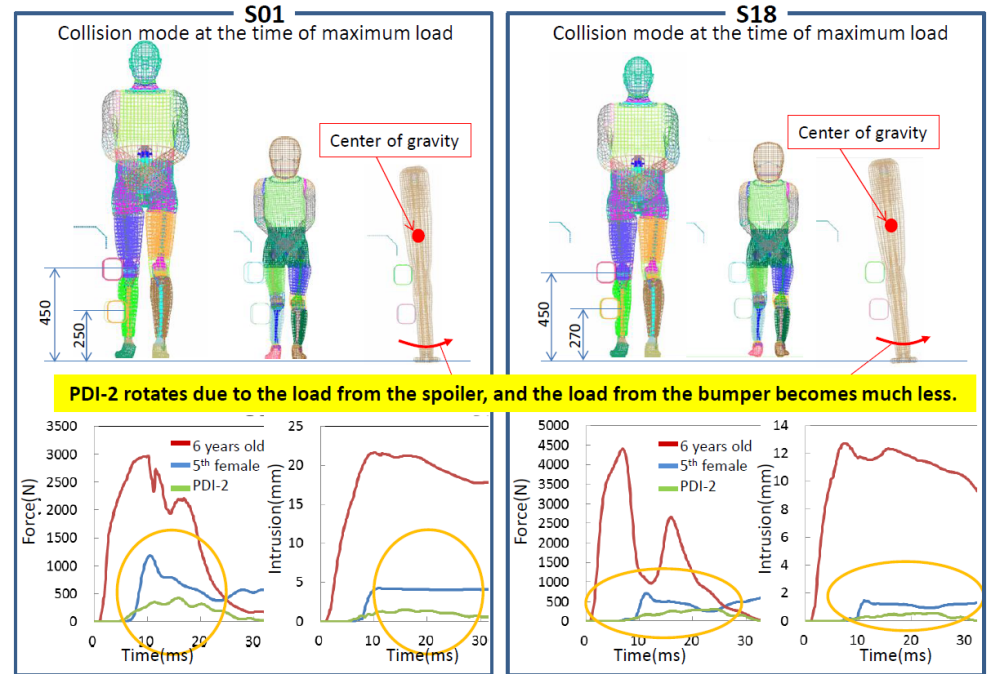 S01
Collision mode at the time of maximum load
Center of gravity
450
250
S18
Collision mode at the time of maximum load
Center of gravity
450
270
PDI-2 rotates due to the load from the spoiler, and the load from the bumper becomes much less.
3500
3000
2500
2000
1500
1000
500
0
Force(N)
6 years old
5th female
PDI-2
0 10 20 30
Time(ms)
25
20
15
10
5
0
Intrusion(mm)
0 10 20 30
Time(ms)
5000
4500
4000
3500
3000
2500
2000
1500
1000
500
0
Force(N)
6 years old
5th female
PDI-2
0 10 20 30
Time(ms)
14
12
10
8
6
4
2
0
Intrusion(mm)
0 10 20 30
Time(ms)